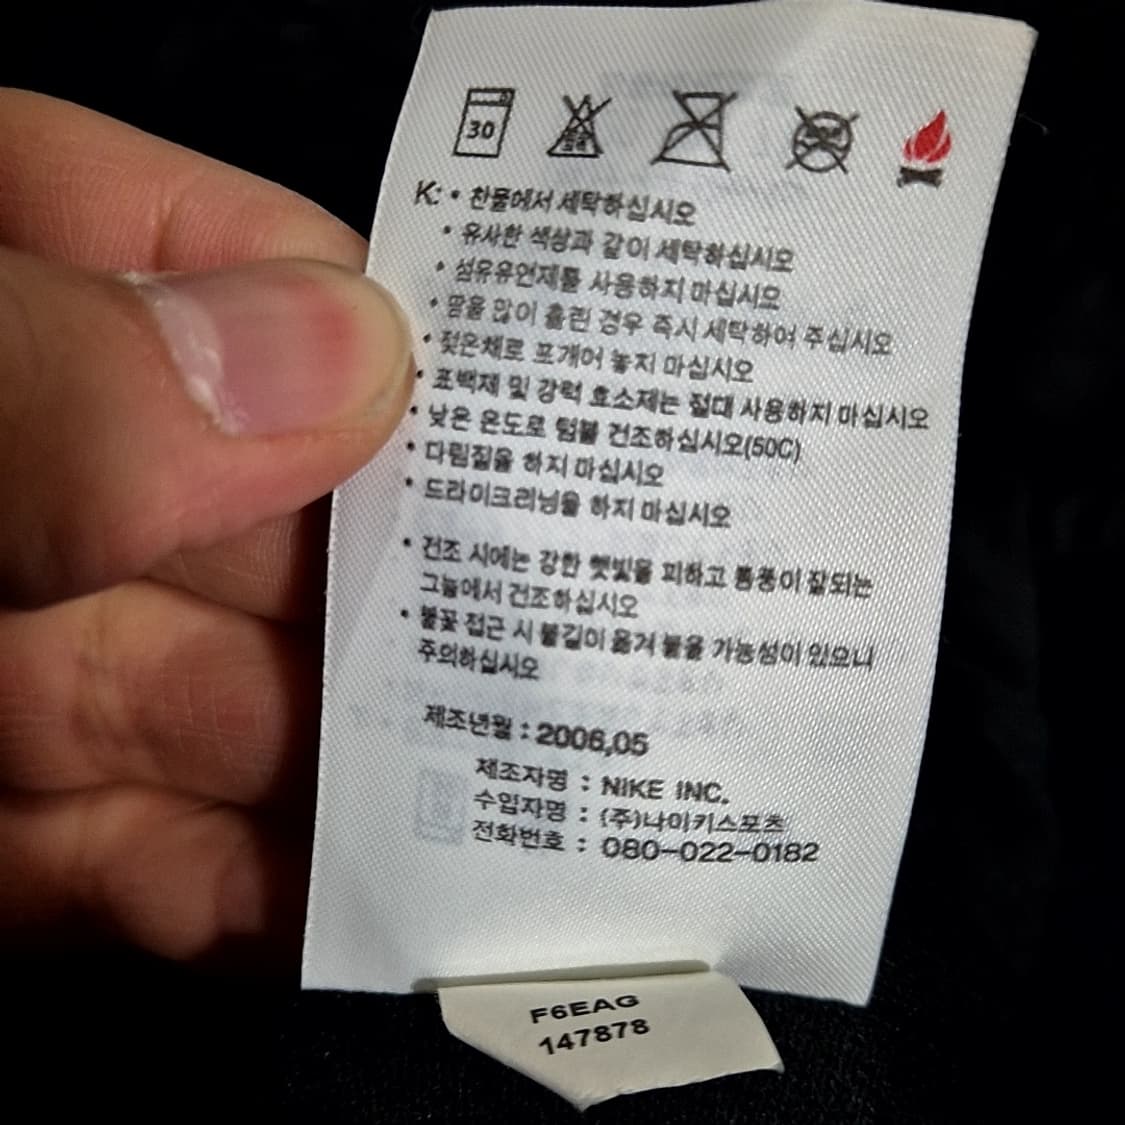 30
K: • 찬물에서 세탁하십시오
• 유사한 색상과 같이 세탁하십시오
• 섬유유연제를 사용하지 마십시오
• 땀을 많이 흘린 경우 즉시 세탁하여 주십시오
• 젖은채로 포개어 놓지 마십시오
• 표백제 및 강력 효소제는 절대 사용하지 마십시오
• 낮은 온도로 텀블 건조하십시오(50C)
• 다림질을 하지 마십시오
• 드라이크리닝을 하지 마십시오
• 건조 시에는 강한 햇빛을 피하고 통풍이 잘되는
그늘에서 건조하십시오
• 불꽃 접근 시 불길이 옮겨 붙을 가능성이 있으니
주의하십시오
제조년월 : 2006,05
제조자명 : NIKE INC.
수입자명 : (주)나이키스포츠
전화번호 : 080-022-0182
F6EAG
147878